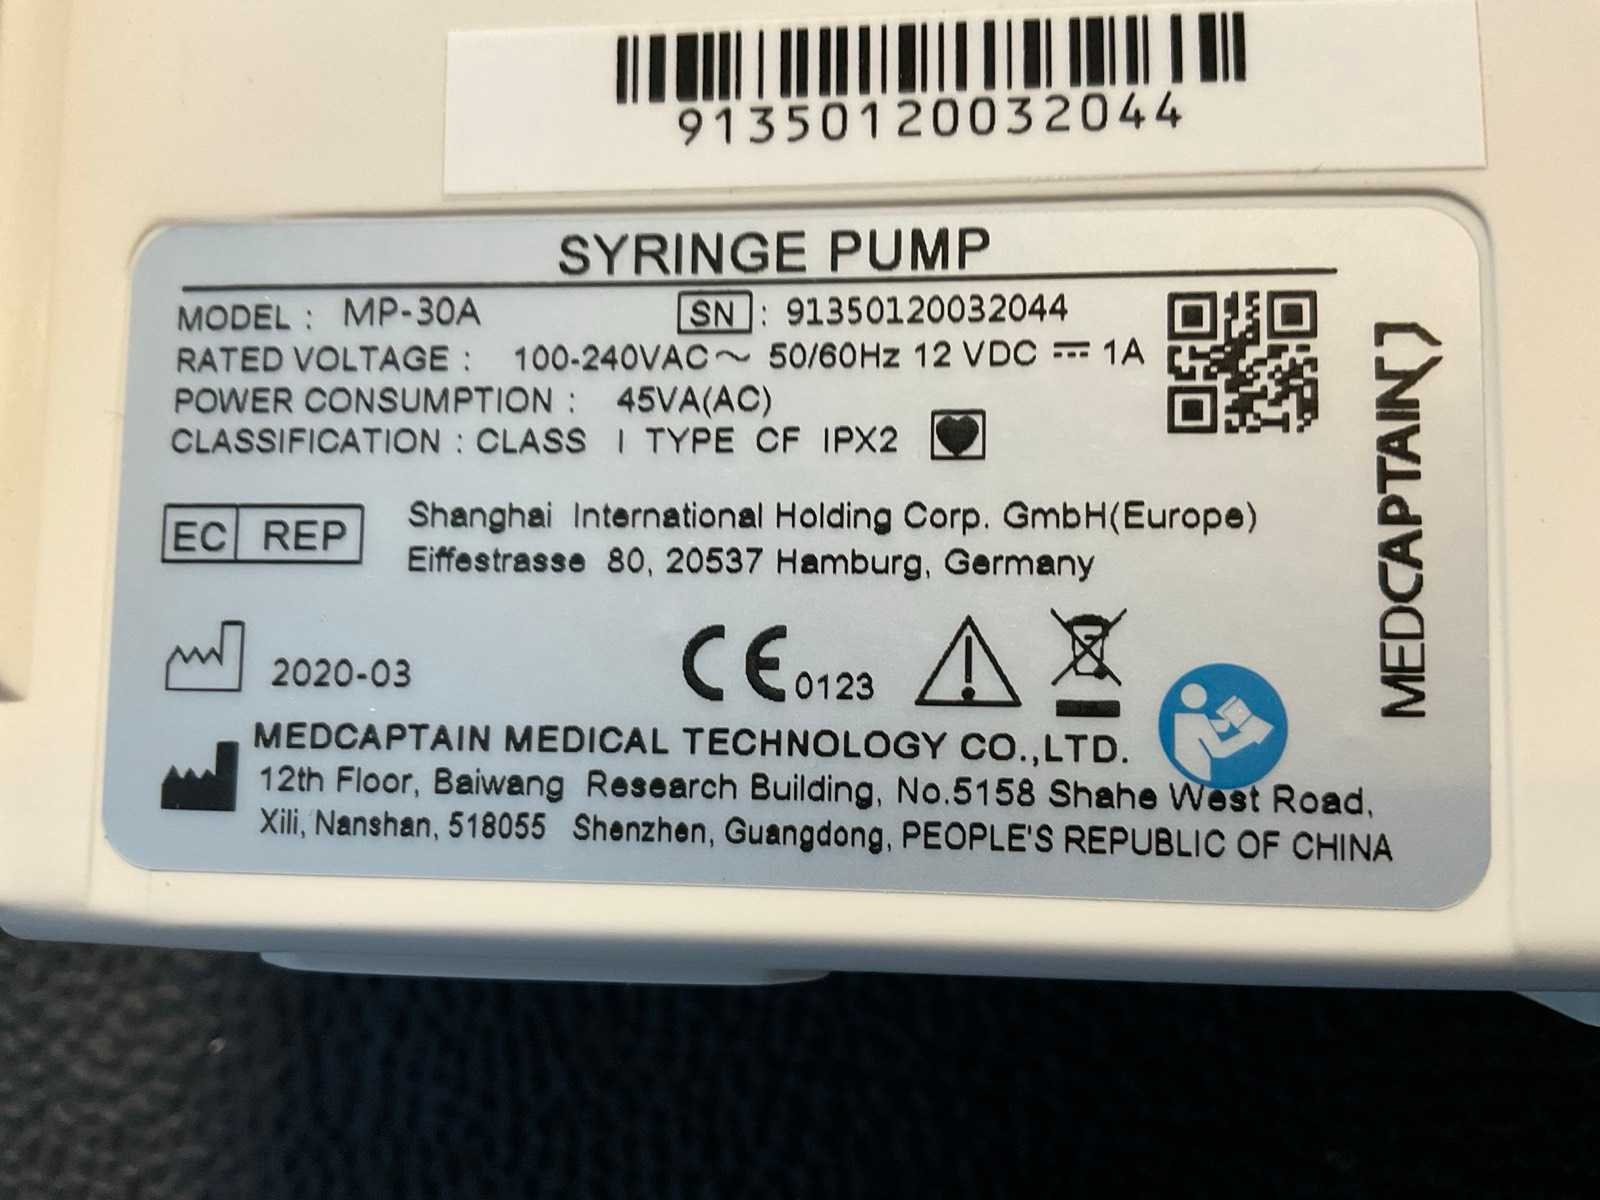 91350120032044
SYRINGE PUMP
MODEL : MP-30A SN : 91350120032044
RATED VOLTAGE : 100-240VAC～ 50/60Hz 12 VDC ⎓ 1A
POWER CONSUMPTION : 45VA(AC)
CLASSIFICATION : CLASS I TYPE CF IPX2
MEDCAPTAIN
EC REP
Shanghai International Holding Corp. GmbH(Europe)
Eiffestrasse 80, 20537 Hamburg, Germany
2020-03
CE 0123
MEDCAPTAIN MEDICAL TECHNOLOGY CO.,LTD.
12th Floor, Baiwang Research Building, No.5158 Shahe West Road,
Xili, Nanshan, 518055 Shenzhen, Guangdong, PEOPLE'S REPUBLIC OF CHINA